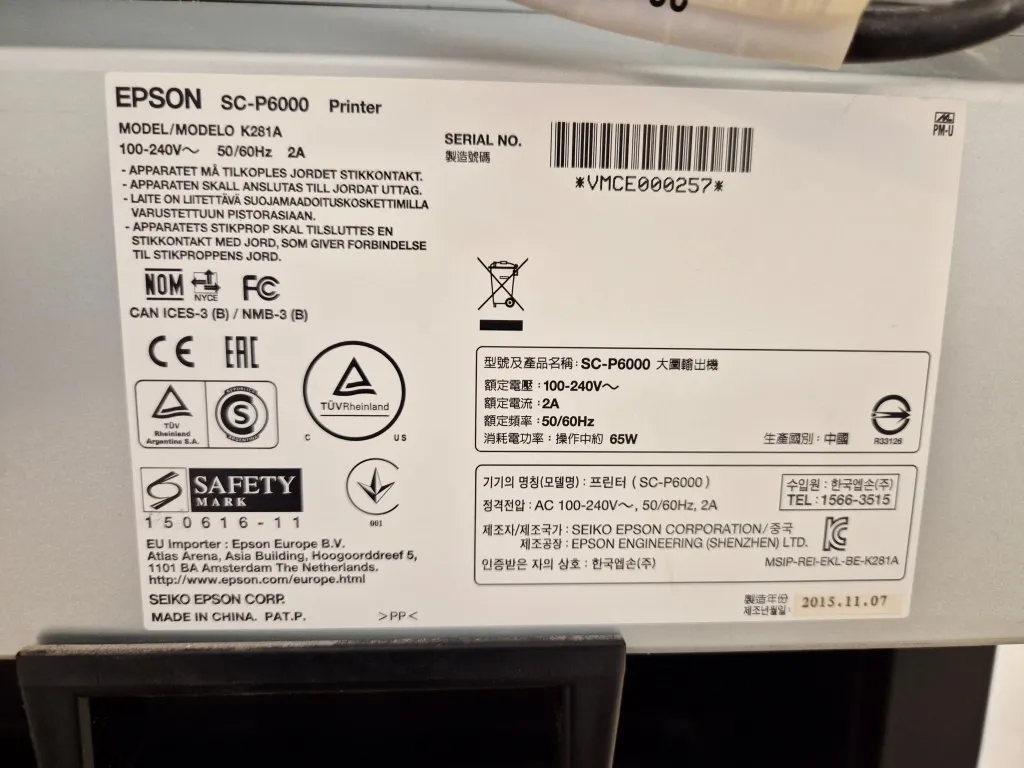 EPSON SC-P6000 Printer
MODEL/MODELO K281A
100-240V～ 50/60Hz 2A
- APPARATET MÅ TILKOPLES JORDET STIKKONTAKT.
- APPARATEN SKALL ANSLUTAS TILL JORDAT UTTAG.
- LAITE ON LIITETTÄVÄ SUOJAMAADOITUSKOSKETTIMILLA
VARUSTETTUUN PISTORASIAAN.
- APPARATETS STIKPROP SKAL TILSLUTTES EN
STIKKONTAKT MED JORD, SOM GIVER FORBINDELSE
TIL STIKPROPPENS JORD.
NOM NYCE FC
CAN ICES-3 (B) / NMB-3 (B)
CE EAC
TÜV
Rheinland
Argentina S.A.
S
TÜVRheinland
C US
SAFETY
MARK
150616-11
001
EU Importer : Epson Europe B.V.
Atlas Arena, Asia Building, Hoogoorddreef 5,
1101 BA Amsterdam The Netherlands.
http://www.epson.com/europe.html
SEIKO EPSON CORP.
MADE IN CHINA. PAT.P. >PP<
SERIAL NO.
製造號碼
*VMCE000257*
PM-U
型號及產品名稱：SC-P6000 大圖輸出機
額定電壓：100-240V～
額定電流：2A
額定頻率：50/60Hz
消耗電功率：操作中約 65W
生產國別：中國
R33126
기기의 명칭(모델명) : 프린터 ( SC-P6000 )
정격전압 : AC 100-240V～, 50/60Hz, 2A
수입원 : 한국엡손(주)
TEL : 1566-3515
제조자/제조국가 : SEIKO EPSON CORPORATION/중국
제조공장 : EPSON ENGINEERING (SHENZHEN) LTD.
인증받은 자의 상호 : 한국엡손(주)
MSIP-REI-EKL-BE-K281A
製造年份
제조년월일 : 2015.11.07